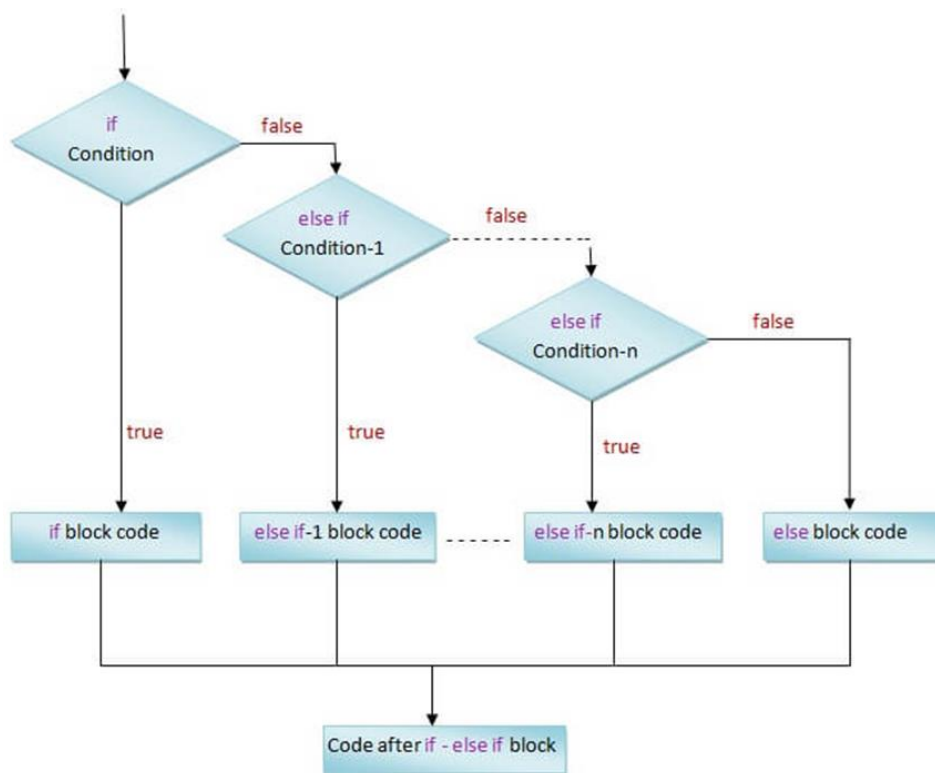 if
Condition
false
else if
Condition-1
false
else if
Condition-n
false
true
true
true
if block code
else if-1 block code
else if-n block code
else block code
Code after if - else if block